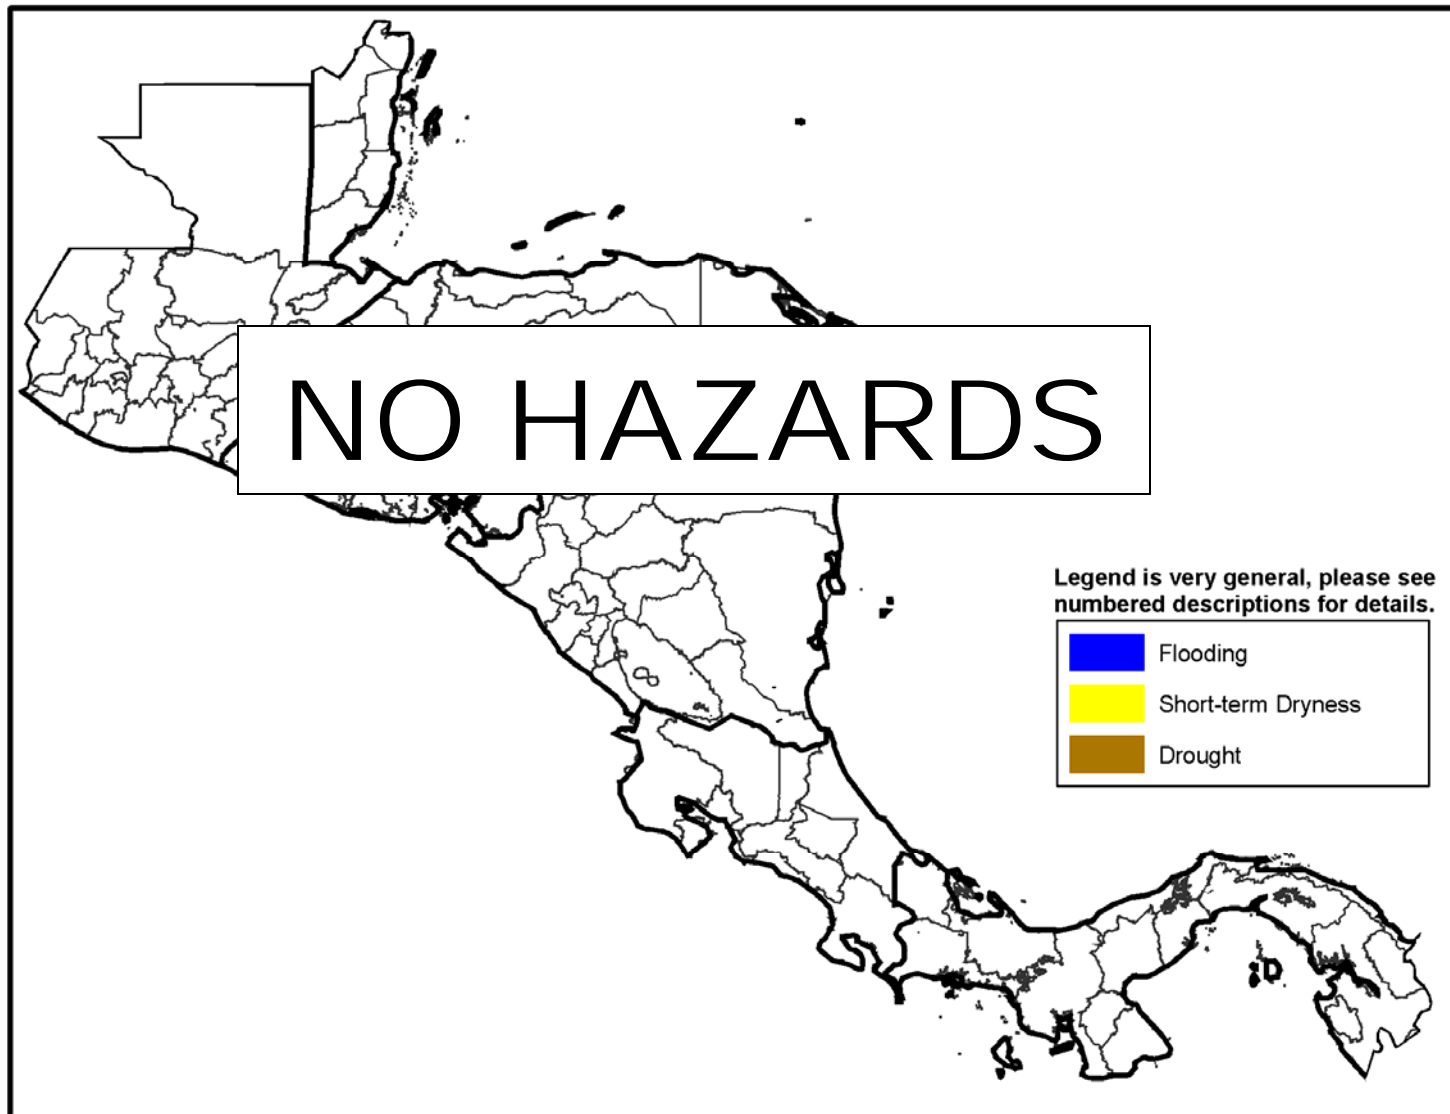 NO HAZARDS
Legend is very general, please see
numbered descriptions for details.
Flooding
Short-term Dryness
Drought